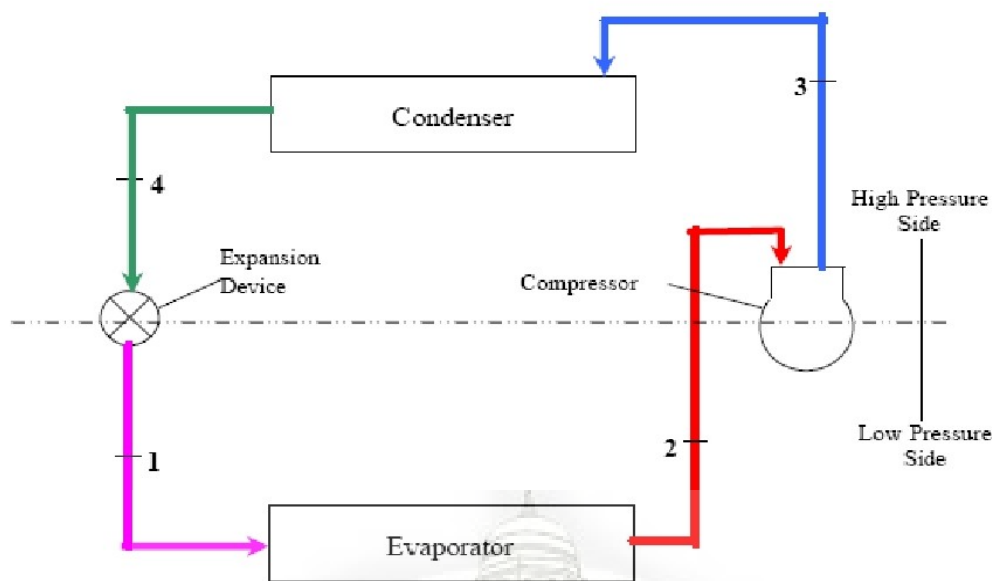 Condenser
3
4
High Pressure
Side
Expansion
Device
Compressor
Low Pressure
Side
2
1
Evaporator